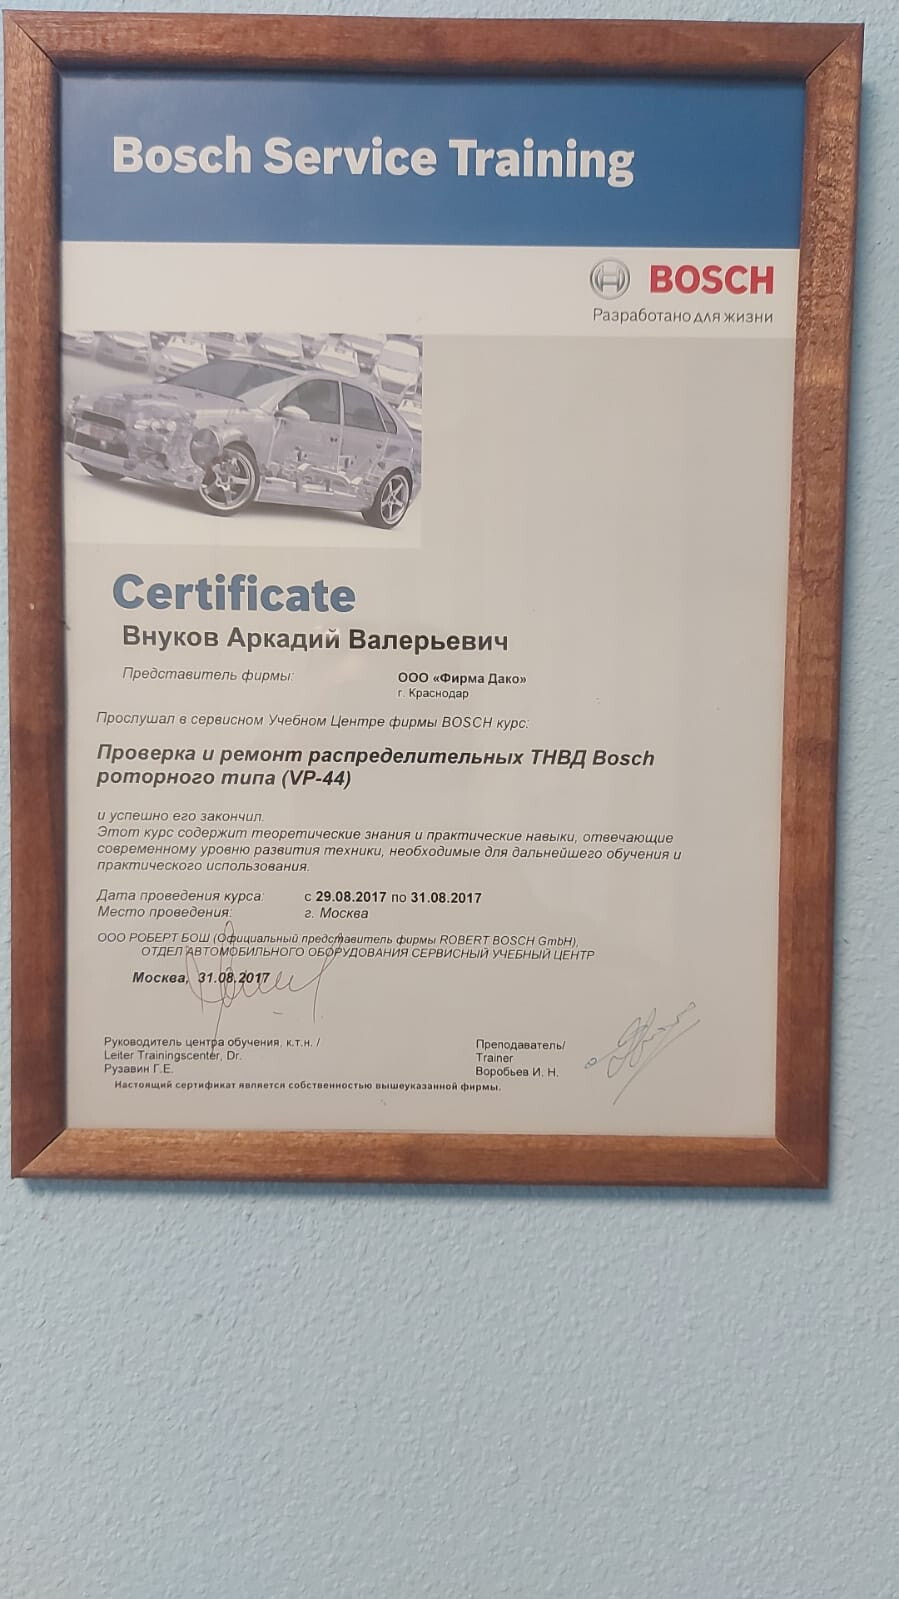 Bosch Service Training
BOSCH
Разработано для жизни
Certificate
Внуков Аркадий Валерьевич
Представитель фирмы: ООО «Фирма Дако»
г. Краснодар
Прослушал в сервисном Учебном Центре фирмы BOSCH курс:
Проверка и ремонт распределительных ТНВД Bosch
роторного типа (VP-44)
и успешно его закончил.
Этот курс содержит теоретические знания и практические навыки, отвечающие
современному уровню развития техники, необходимые для дальнейшего обучения и
практического использования.
Дата проведения курса: с 29.08.2017 по 31.08.2017
Место проведения: г. Москва
ООО РОБЕРТ БОШ (Официальный представитель фирмы ROBERT BOSCH GmbH),
ОТДЕЛ АВТОМОБИЛЬНОГО ОБОРУДОВАНИЯ СЕРВИСНЫЙ УЧЕБНЫЙ ЦЕНТР
Москва, 31.08.2017
Руководитель центра обучения, к.т.н. /
Leiter Trainingscenter, Dr.
Рузавин Г.Е.
Преподаватель/
Trainer
Воробьев И. Н.
Настоящий сертификат является собственностью вышеуказанной фирмы.